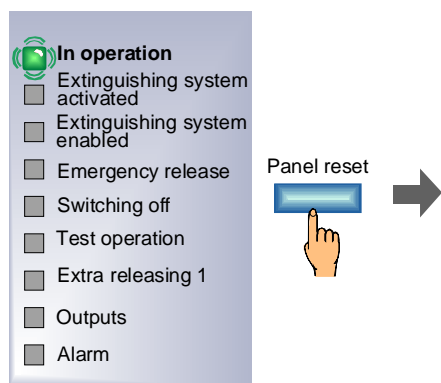 In operation
Extinguishing system
activated
Extinguishing system
enabled
Emergency release
Switching off
Test operation
Extra releasing 1
Outputs
Alarm
Panel reset